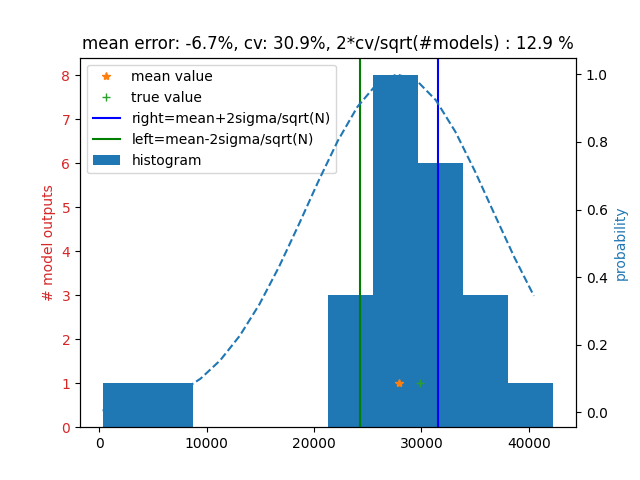 mean error: -6.7%, cv: 30.9%, 2*cv/sqrt(#models) : 12.9 %
mean value
true value
right=mean+2sigma/sqrt(N)
left=mean-2sigma/sqrt(N)
histogram
# model outputs
8
7
6
5
4
3
2
1
0
probability
1.0
0.8
0.6
0.4
0.2
0.0
0
10000
20000
30000
40000